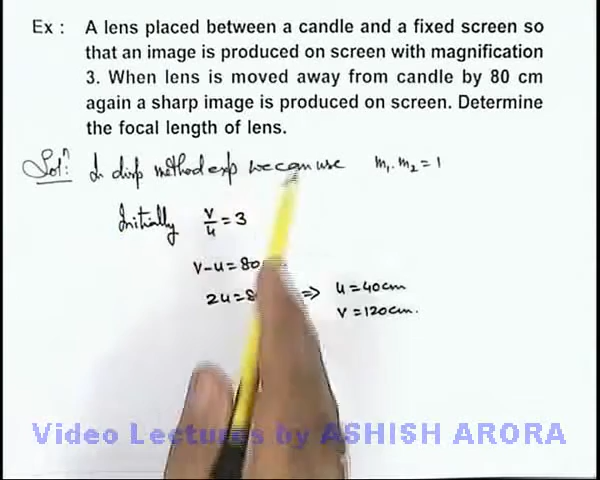 Ex : A lens placed between a candle and a fixed screen so
that an image is produced on screen with magnification
3. When lens is moved away from candle by 80 cm
again a sharp image is produced on screen. Determine
the focal length of lens.
Solⁿ. In disp method exp we can use m₁.m₂=1
Initially v/u = 3
v-u=80
2u=8 ⇒ u=40cm
v=120cm.
Video Lectures by ASHISH ARORA